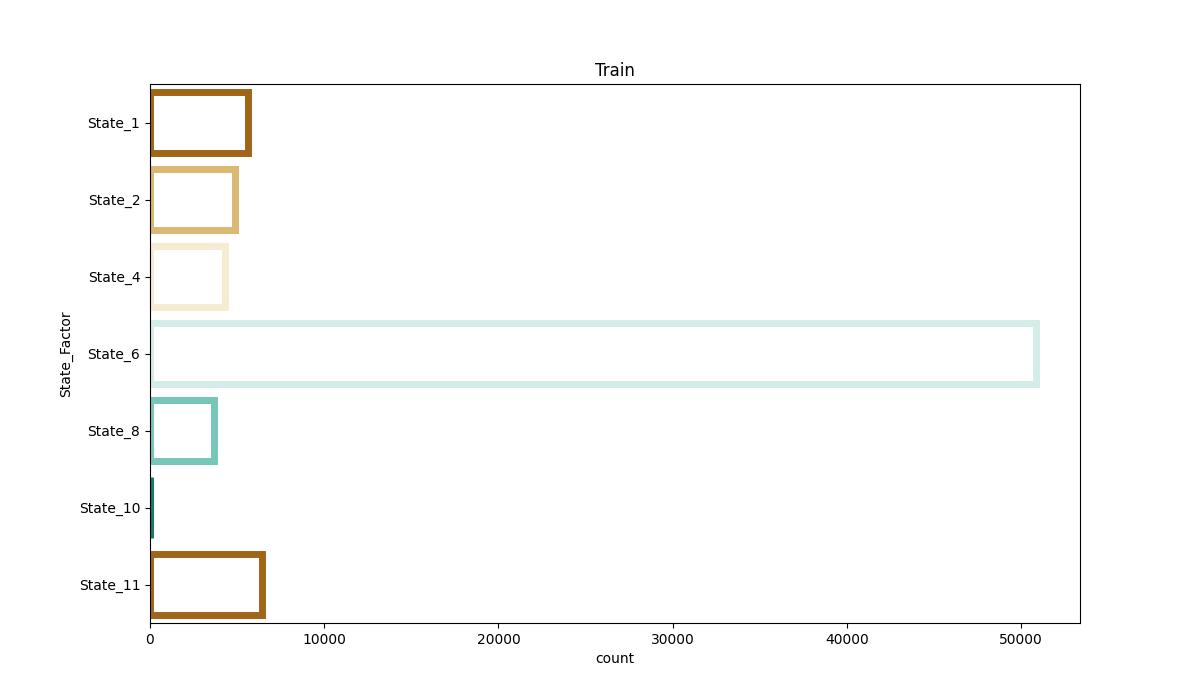 Train
State_1
State_2
State_4
State_6
State_8
State_10
State_11
State_Factor
0 10000 20000 30000 40000 50000
count